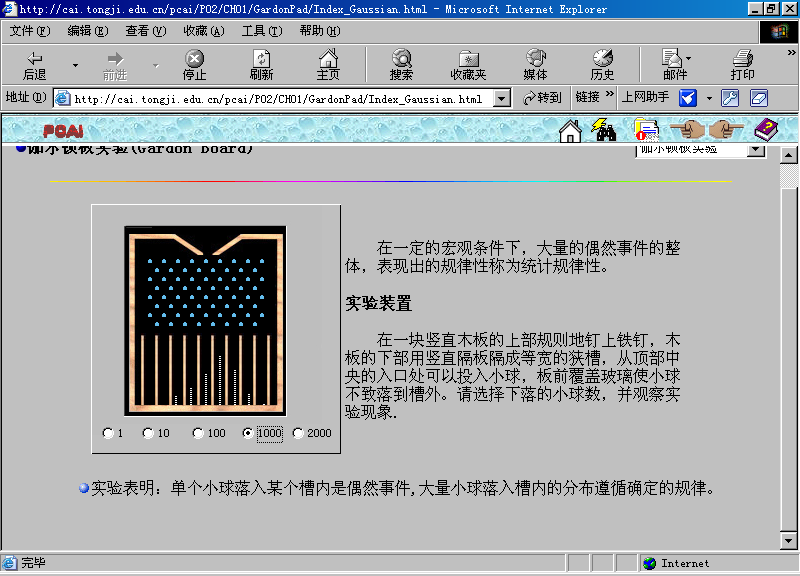 http://cai.tongji.edu.cn/pcai/PO2/CH01/GardonPad/Index_Gaussian.html - Microsoft Internet Explorer
文件(F) 编辑(E) 查看(V) 收藏(A) 工具(T) 帮助(H)
后退 前进 停止 刷新 主页 搜索 收藏夹 媒体 历史 邮件 打印 »
地址(D) http://cai.tongji.edu.cn/pcai/PO2/CH01/GardonPad/Index_Gaussian.html 转到 链接 » 上网助手
PCAI
伽尔顿板实验(Gardon Board) 伽尔顿板实验
在一定的宏观条件下，大量的偶然事件的整
体，表现出的规律性称为统计规律性。
实验装置
在一块竖直木板的上部规则地钉上铁钉，木
板的下部用竖直隔板隔成等宽的狭槽，从顶部中
央的入口处可以投入小球，板前覆盖玻璃使小球
不致落到槽外。请选择下落的小球数，并观察实
验现象.
1 10 100 1000 2000
实验表明：单个小球落入某个槽内是偶然事件,大量小球落入槽内的分布遵循确定的规律。
完毕 Internet